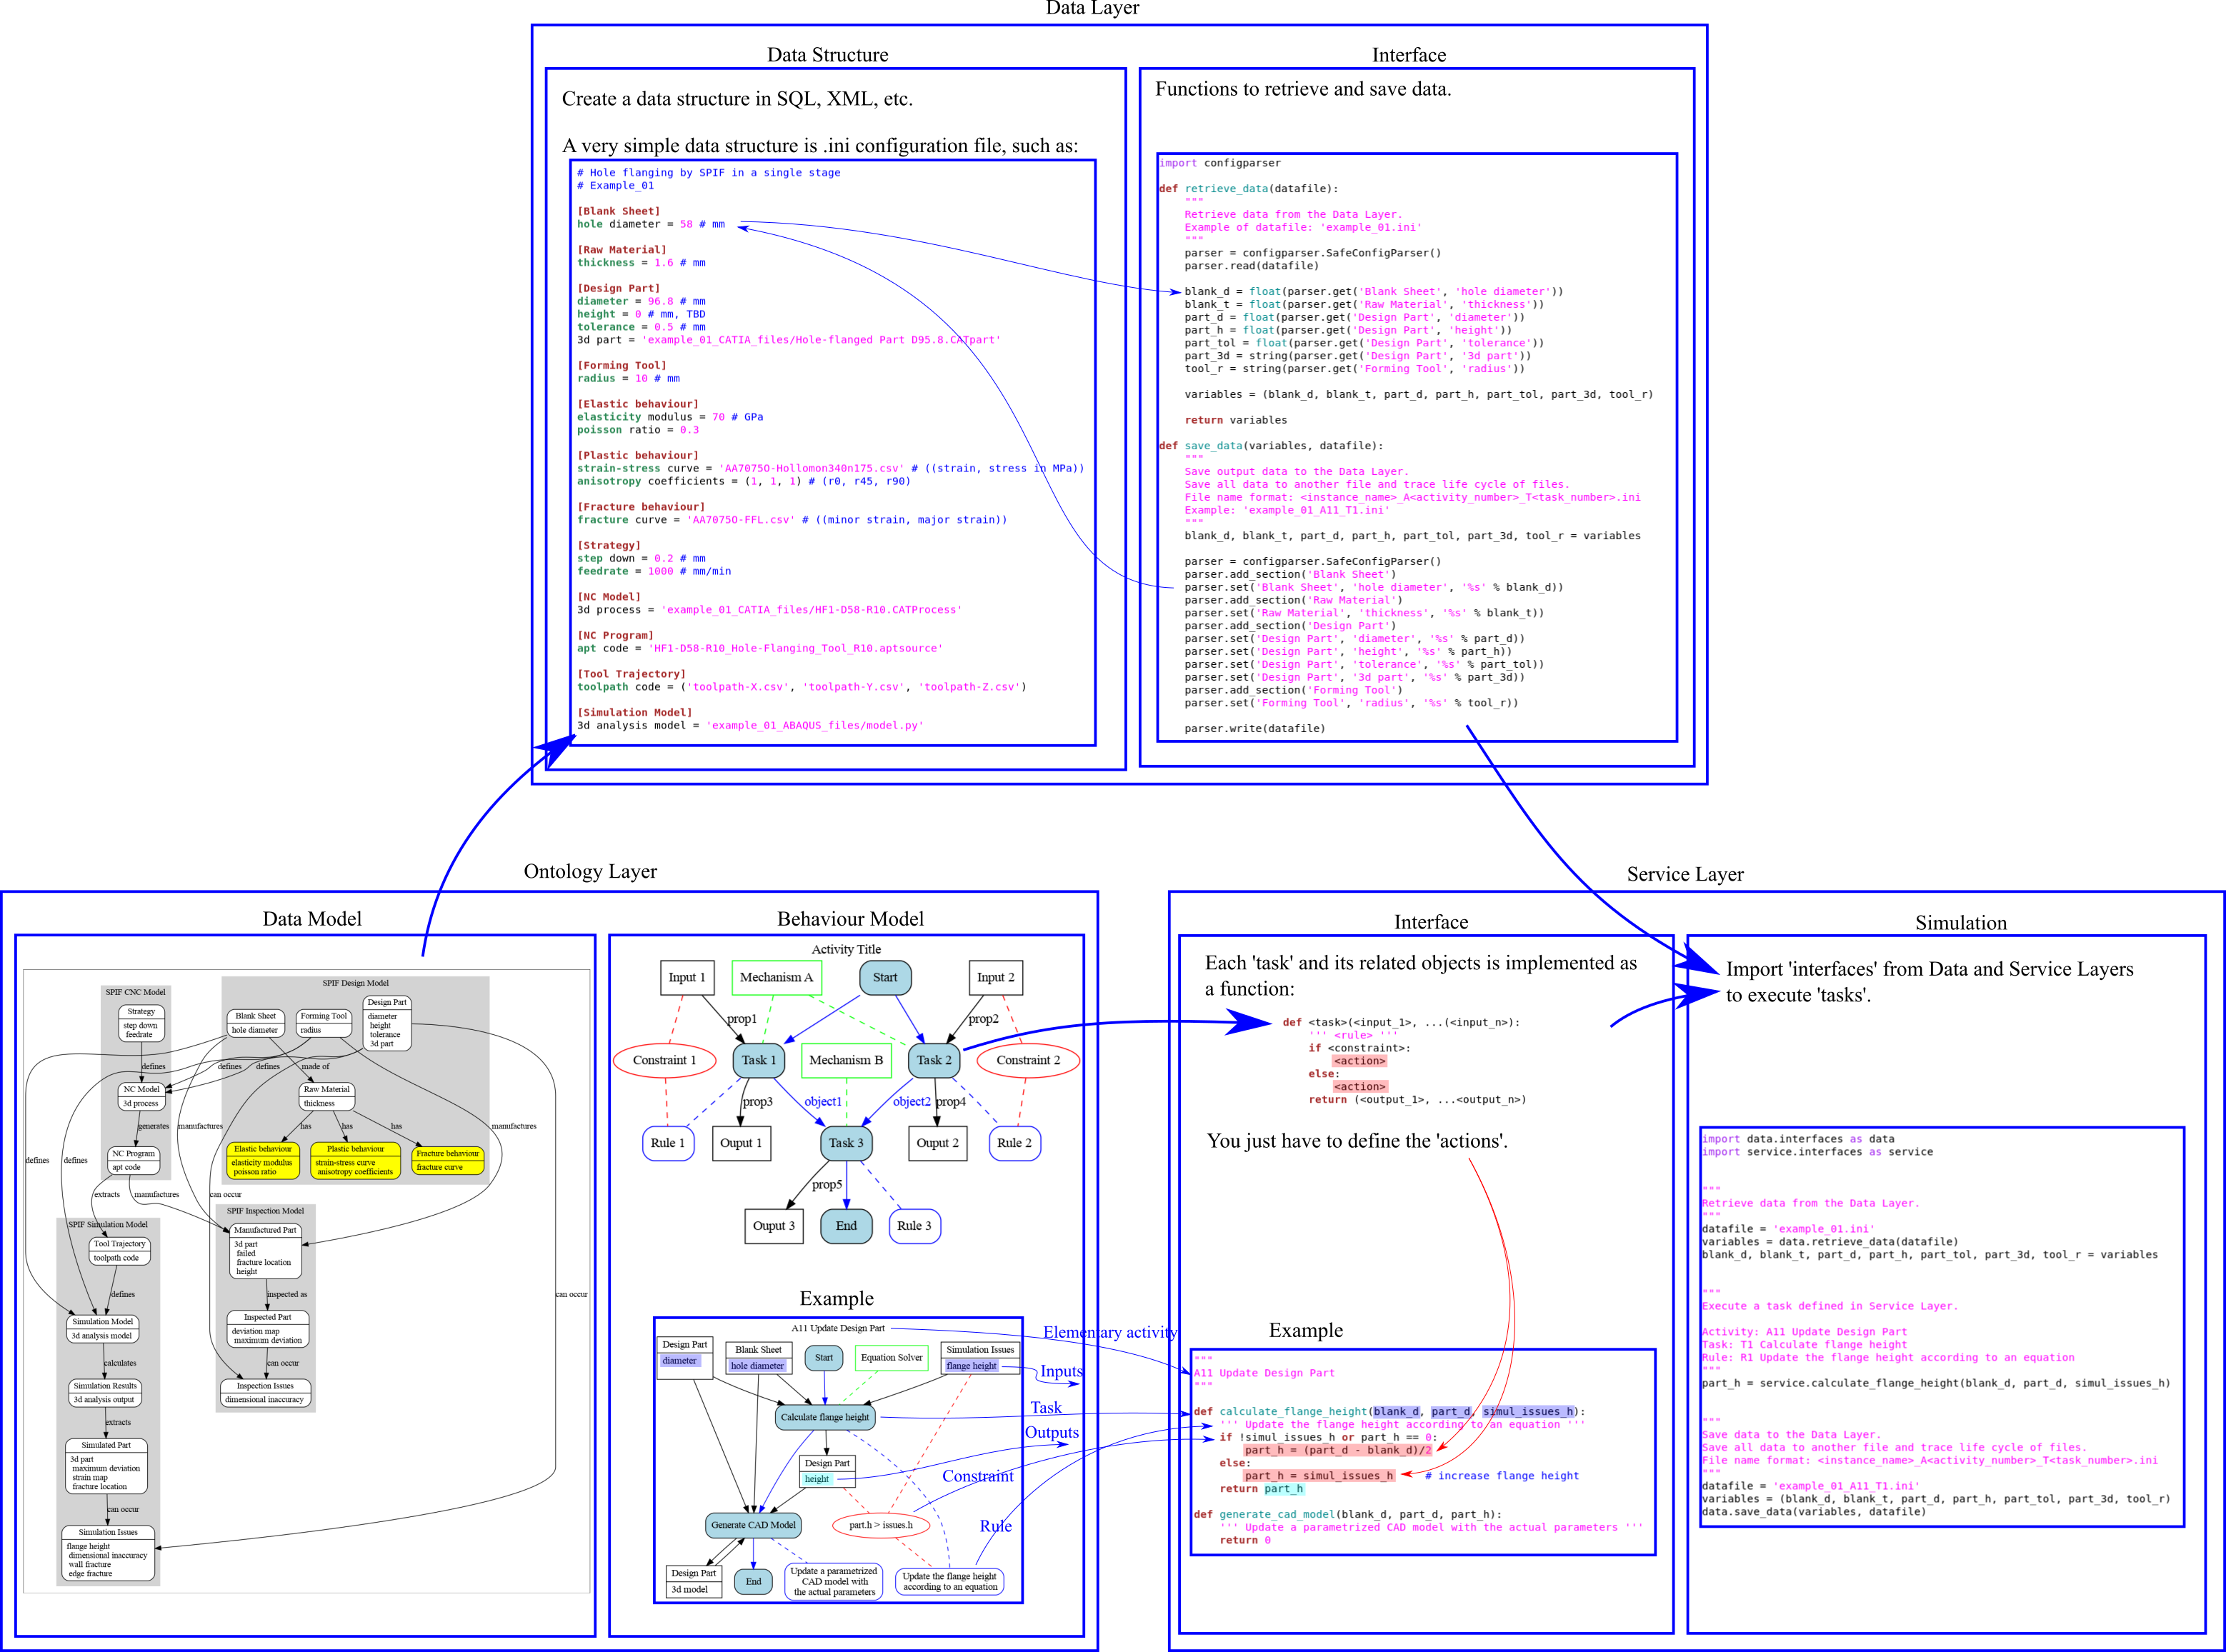 Data Layer
Data Structure
Create a data structure in SQL, XML, etc.
A very simple data structure is .ini configuration file, such as:
# Hole flanging by SPIF in a single stage
# Example_01
[Blank Sheet]
hole diameter = 58 # mm
[Raw Material]
thickness = 1.6 # mm
[Design Part]
diameter = 96.8 # mm
height = 0 # mm, TBD
tolerance = 0.5 # mm
3d part = 'example_01_CATIA_files/Hole-flanged Part D95.8.CATpart'
[Forming Tool]
radius = 10 # mm
[Elastic behaviour]
elasticity modulus = 70 # GPa
poisson ratio = 0.3
[Plastic behaviour]
strain-stress curve = 'AA7075O-Hollomon340n175.csv' # ((strain, stress in MPa))
anisotropy coefficients = (1, 1, 1) # (r0, r45, r90)
[Fracture behaviour]
fracture curve = 'AA7075O-FFL.csv' # ((minor strain, major strain))
[Strategy]
step down = 0.2 # mm
feedrate = 1000 # mm/min
[NC Model]
3d process = 'example_01_CATIA_files/HF1-D58-R10.CATProcess'
[NC Program]
apt code = 'HF1-D58-R10_Hole-Flanging_Tool_R10.aptsource'
[Tool Trajectory]
toolpath code = ('toolpath-X.csv', 'toolpath-Y.csv', 'toolpath-Z.csv')
[Simulation Model]
3d analysis model = 'example_01_ABAQUS_files/model.py'
Interface
Functions to retrieve and save data.
import configparser
def retrieve_data(datafile):
"""
Retrieve data from the Data Layer.
Example of datafile: 'example_01.ini'
"""
parser = configparser.SafeConfigParser()
parser.read(datafile)
blank_d = float(parser.get('Blank Sheet', 'hole diameter'))
blank_t = float(parser.get('Raw Material', 'thickness'))
part_d = float(parser.get('Design Part', 'diameter'))
part_h = float(parser.get('Design Part', 'height'))
part_tol = float(parser.get('Design Part', 'tolerance'))
part_3d = string(parser.get('Design Part', '3d part'))
tool_r = string(parser.get('Forming Tool', 'radius'))
variables = (blank_d, blank_t, part_d, part_h, part_tol, part_3d, tool_r)
return variables
def save_data(variables, datafile):
"""
Save output data to the Data Layer.
Save all data to another file and trace life cycle of files.
File name format: <instance_name>_A<activity_number>_T<task_number>.ini
Example: 'example_01_A11_T1.ini'
"""
blank_d, blank_t, part_d, part_h, part_tol, part_3d, tool_r = variables
parser = configparser.SafeConfigParser()
parser.add_section('Blank Sheet')
parser.set('Blank Sheet', 'hole diameter', '%s' % blank_d))
parser.add_section('Raw Material')
parser.set('Raw Material', 'thickness', '%s' % blank_t))
parser.add_section('Design Part')
parser.set('Design Part', 'diameter', '%s' % part_d))
parser.set('Design Part', 'height', '%s' % part_h))
parser.set('Design Part', 'tolerance', '%s' % part_tol))
parser.set('Design Part', '3d part', '%s' % part_3d))
parser.add_section('Forming Tool')
parser.set('Forming Tool', 'radius', '%s' % tool_r))
parser.write(datafile)
Ontology Layer
Data Model
SPIF CNC Model
Strategy
step down
feedrate
defines
NC Model
3d process
generates
NC Program
apt code
extracts
manufactures
SPIF Design Model
Blank Sheet
hole diameter
Forming Tool
radius
Design Part
diameter
height
tolerance
3d part
defines
defines
made of
Raw Material
thickness
manufactures
has
has
has
manufactures
Elastic behaviour
elasticity modulus
poisson ratio
Plastic behaviour
strain-stress curve
anisotropy coefficients
Fracture behaviour
fracture curve
defines
defines
can occur
SPIF Simulation Model
Tool Trajectory
toolpath code
defines
Simulation Model
3d analysis model
calculates
Simulation Results
3d analysis output
extracts
Simulated Part
3d part
maximum deviation
strain map
fracture location
can occur
Simulation Issues
flange height
dimensional inaccuracy
wall fracture
edge fracture
SPIF Inspection Model
Manufactured Part
3d part
failed
fracture location
height
inspected as
Inspected Part
deviation map
maximum deviation
can occur
Inspection Issues
dimensional inaccuracy
can occur
Behaviour Model
Activity Title
Input 1
Mechanism A
Start
Input 2
prop1
prop2
Constraint 1
Task 1
Mechanism B
Task 2
Constraint 2
prop3
object1
object2
prop4
Rule 1
Ouput 1
Task 3
Ouput 2
Rule 2
prop5
Ouput 3
End
Rule 3
Example
A11 Update Design Part
Design Part
diameter
Blank Sheet
hole diameter
Start
Equation Solver
Simulation Issues
flange height
Calculate flange height
Design Part
height
Generate CAD Model
part.h > issues.h
Design Part
3d model
End
Update a parametrized
CAD model with
the actual parameters
Update the flange height
according to an equation
Elementary activity
Inputs
Task
Outputs
Constraint
Rule
Service Layer
Interface
Each 'task' and its related objects is implemented as
a function:
def <task>(<input_1>, ...(<input_n>):
''' <rule> '''
if <constraint>:
<action>
else:
<action>
return (<output_1>, ...<output_n>)
You just have to define the 'actions'.
Example
"""
A11 Update Design Part
"""
def calculate_flange_height(blank_d, part_d, simul_issues_h):
''' Update the flange height according to an equation '''
if !simul_issues_h or part_h == 0:
part_h = (part_d - blank_d)/2
else:
part_h = simul_issues_h # increase flange height
return part_h
def generate_cad_model(blank_d, part_d, part_h):
''' Update a parametrized CAD model with the actual parameters '''
return 0
Simulation
Import 'interfaces' from Data and Service Layers
to execute 'tasks'.
import data.interfaces as data
import service.interfaces as service
"""
Retrieve data from the Data Layer.
"""
datafile = 'example_01.ini'
variables = data.retrieve_data(datafile)
blank_d, blank_t, part_d, part_h, part_tol, part_3d, tool_r = variables
"""
Execute a task defined in Service Layer.
Activity: A11 Update Design Part
Task: T1 Calculate flange height
Rule: R1 Update the flange height according to an equation
"""
part_h = service.calculate_flange_height(blank_d, part_d, simul_issues_h)
"""
Save data to the Data Layer.
Save all data to another file and trace life cycle of files.
File name format: <instance_name>_A<activity_number>_T<task_number>.ini
"""
datafile = 'example_01_A11_T1.ini'
variables = (blank_d, blank_t, part_d, part_h, part_tol, part_3d, tool_r)
data.save_data(variables, datafile)